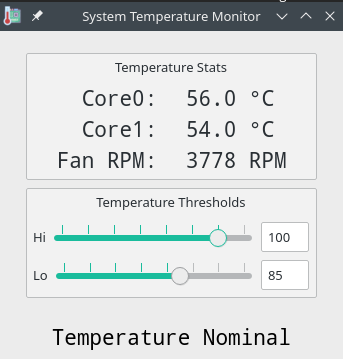 System Temperature Monitor
Temperature Stats
Core0: 56.0 °C
Core1: 54.0 °C
Fan RPM: 3778 RPM
Temperature Thresholds
Hi 100
Lo 85
Temperature Nominal